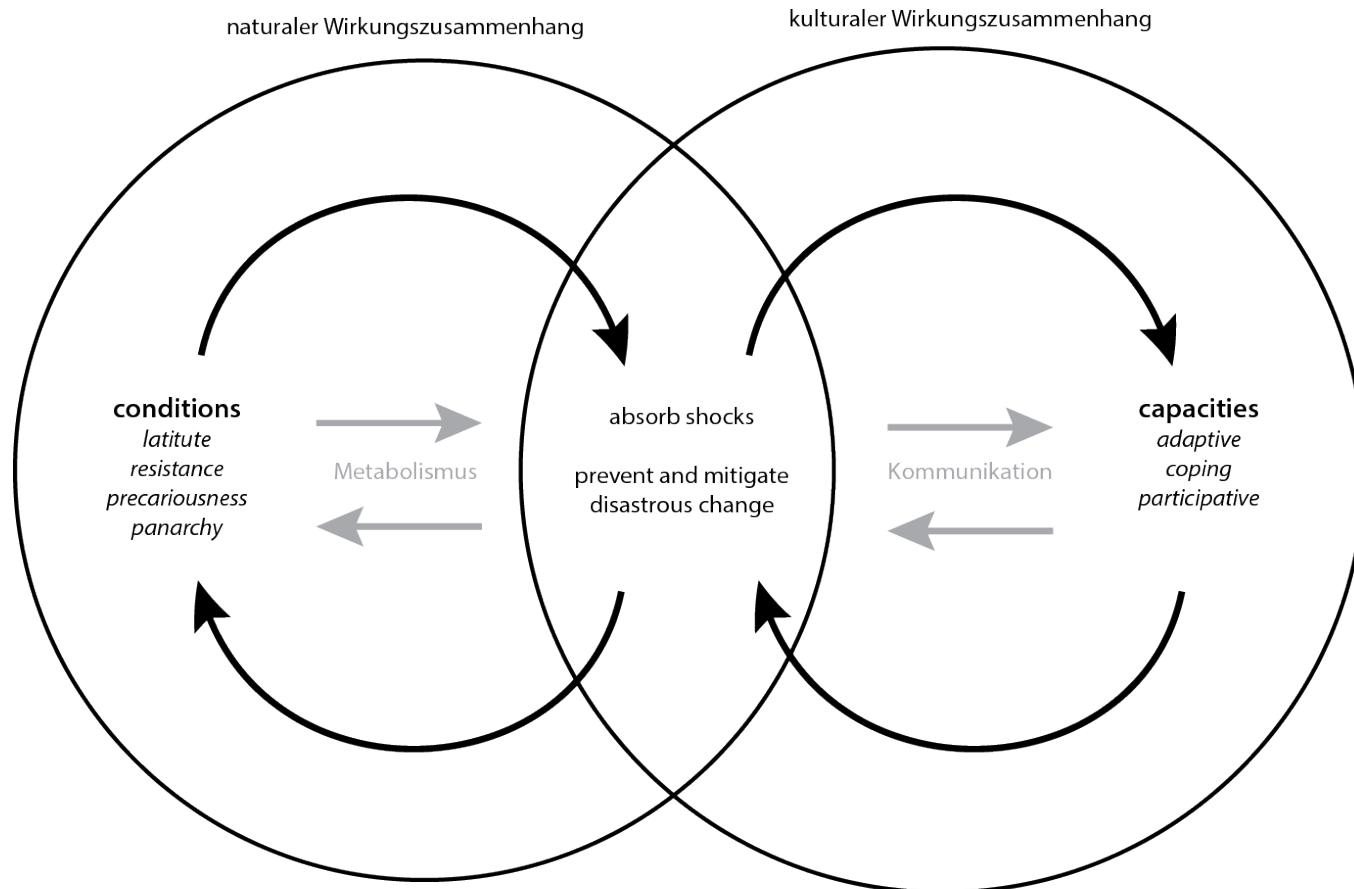 naturaler Wirkungszusammenhang
kulturaler Wirkungszusammenhang
conditions
latitute
resistance
precariousness
panarchy
Metabolismus
absorb shocks
prevent and mitigate
disastrous change
Kommunikation
capacities
adaptive
coping
participative